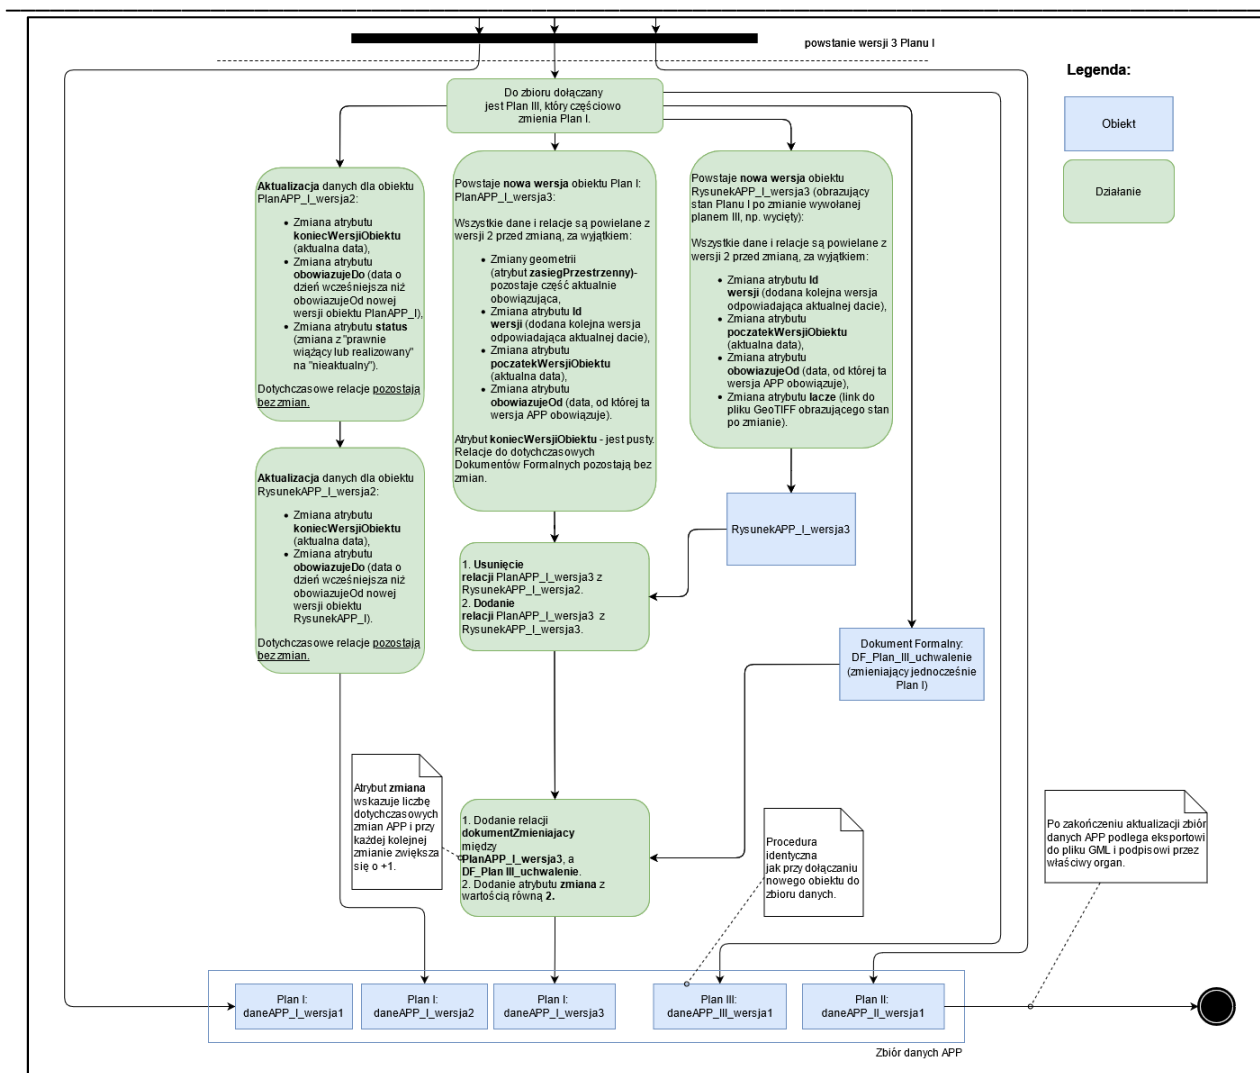 powstanie wersji 3 Planu I
Legenda:
Obiekt
Działanie
Do zbioru dołączany
jest Plan III, który częściowo
zmienia Plan I.
Aktualizacja danych dla obiektu
PlanAPP_I_wersja2:
• Zmiana atrybutu
koniecWersjiObiektu
(aktualna data),
• Zmiana atrybutu
obowiazujeDo (data o
dzień wcześniejsza niż
obowiazujeOd nowej
wersji obiektu PlanAPP_I),
• Zmiana atrybutu status
(zmiana z "prawnie
wiążący lub realizowany"
na "nieaktualny").
Dotychczasowe relacje pozostają
bez zmian.
Powstaje nowa wersja obiektu Plan I:
PlanAPP_I_wersja3:
Wszystkie dane i relacje są powielane z
wersji 2 przed zmianą, za wyjątkiem:
• Zmiany geometrii
(atrybut zasiegPrzestrzenny)-
pozostaje część aktualnie
obowiązująca,
• Zmiana atrybutu Id
wersji (dodana kolejna wersja
odpowiadająca aktualnej dacie),
• Zmiana atrybutu
poczatekWersjiObiektu
(aktualna data),
• Zmiana atrybutu
obowiazujeOd (data, od której ta
wersja APP obowiązuje).
Atrybut koniecWersjiObiektu - jest pusty.
Relacje do dotychczasowych
Dokumentów Formalnych pozostają bez
zmian.
Powstaje nowa wersja obiektu
RysunekAPP_I_wersja3 (obrazujący
stan Planu I po zmianie wywołanej
planem III, np. wycięty):
Wszystkie dane i relacje są powielane z
wersji 2 przed zmianą, za wyjątkiem:
• Zmiana atrybutu Id
wersji (dodana kolejna wersja
odpowiadająca aktualnej dacie),
• Zmiana atrybutu
poczatekWersjiObiektu
(aktualna data),
• Zmiana atrybutu
obowiazujeOd (data, od której ta
wersja APP obowiązuje),
• Zmiana atrybutu lacze (link do
pliku GeoTIFF obrazującego stan
po zmianie).
Aktualizacja danych dla obiektu
RysunekAPP_I_wersja2:
• Zmiana atrybutu
koniecWersjiObiektu
(aktualna data),
• Zmiana atrybutu
obowiazujeDo (data o
dzień wcześniejsza niż
obowiazujeOd nowej
wersji obiektu
RysunekAPP_I).
Dotychczasowe relacje pozostają
bez zmian.
RysunekAPP_I_wersja3
1. Usunięcie
relacji PlanAPP_I_wersja3 z
RysunekAPP_I_wersja2.
2. Dodanie
relacji PlanAPP_I_wersja3 z
RysunekAPP_I_wersja3.
Dokument Formalny:
DF_Plan_III_uchwalenie
(zmieniający jednocześnie
Plan I)
Atrybut zmiana
wskazuje liczbę
dotychczasowych
zmian APP i przy
każdej kolejnej
zmianie zwiększa
się o +1.
1. Dodanie relacji
dokumentZmieniajacy
między
PlanAPP_I_wersja3, a
DF_Plan III_uchwalenie.
2. Dodanie atrybutu zmiana z
wartością równą 2.
Procedura
identyczna
jak przy dołączaniu
nowego obiektu do
zbioru danych.
Po zakończeniu aktualizacji zbiór
danych APP podlega eksportowi
do pliku GML i podpisowi przez
właściwy organ.
Plan I:
daneAPP_I_wersja1
Plan I:
daneAPP_I_wersja2
Plan I:
daneAPP_I_wersja3
Plan III:
daneAPP_III_wersja1
Plan II:
daneAPP_II_wersja1
Zbiór danych APP